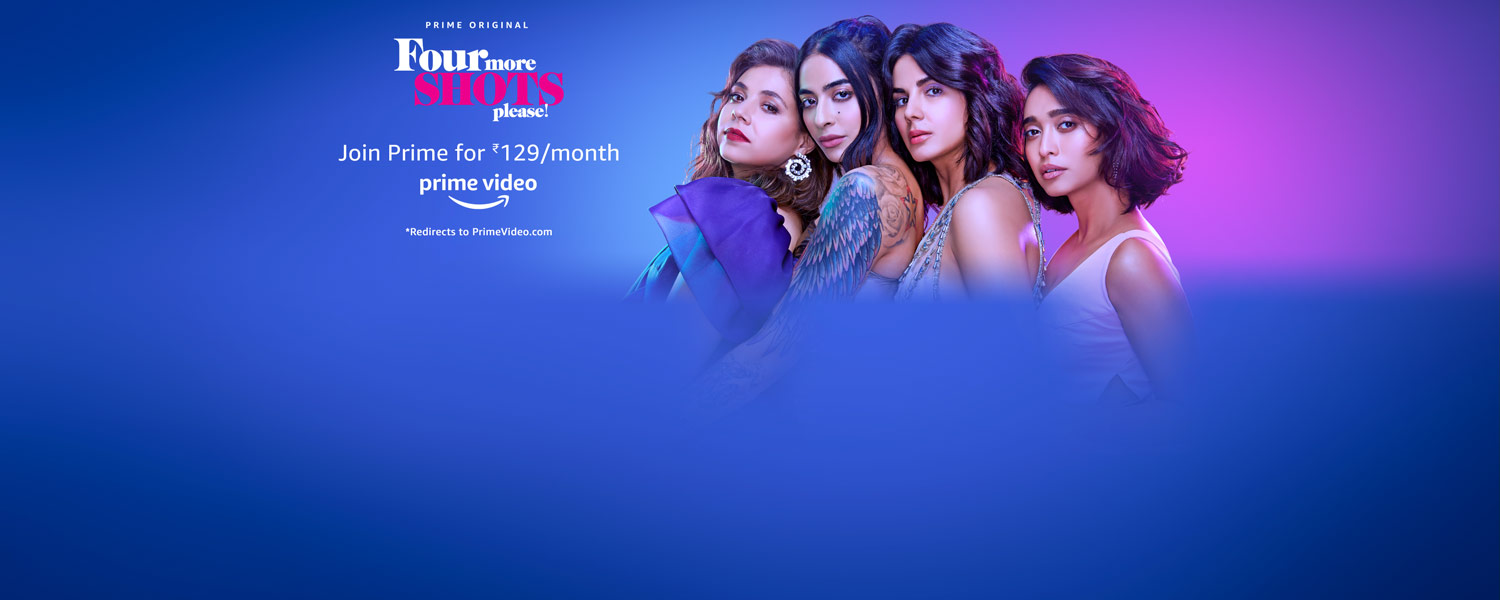 PRIME ORIGINAL
Four more
SHOTS
please!
Join Prime for ₹129/month
prime video
*Redirects to PrimeVideo.com